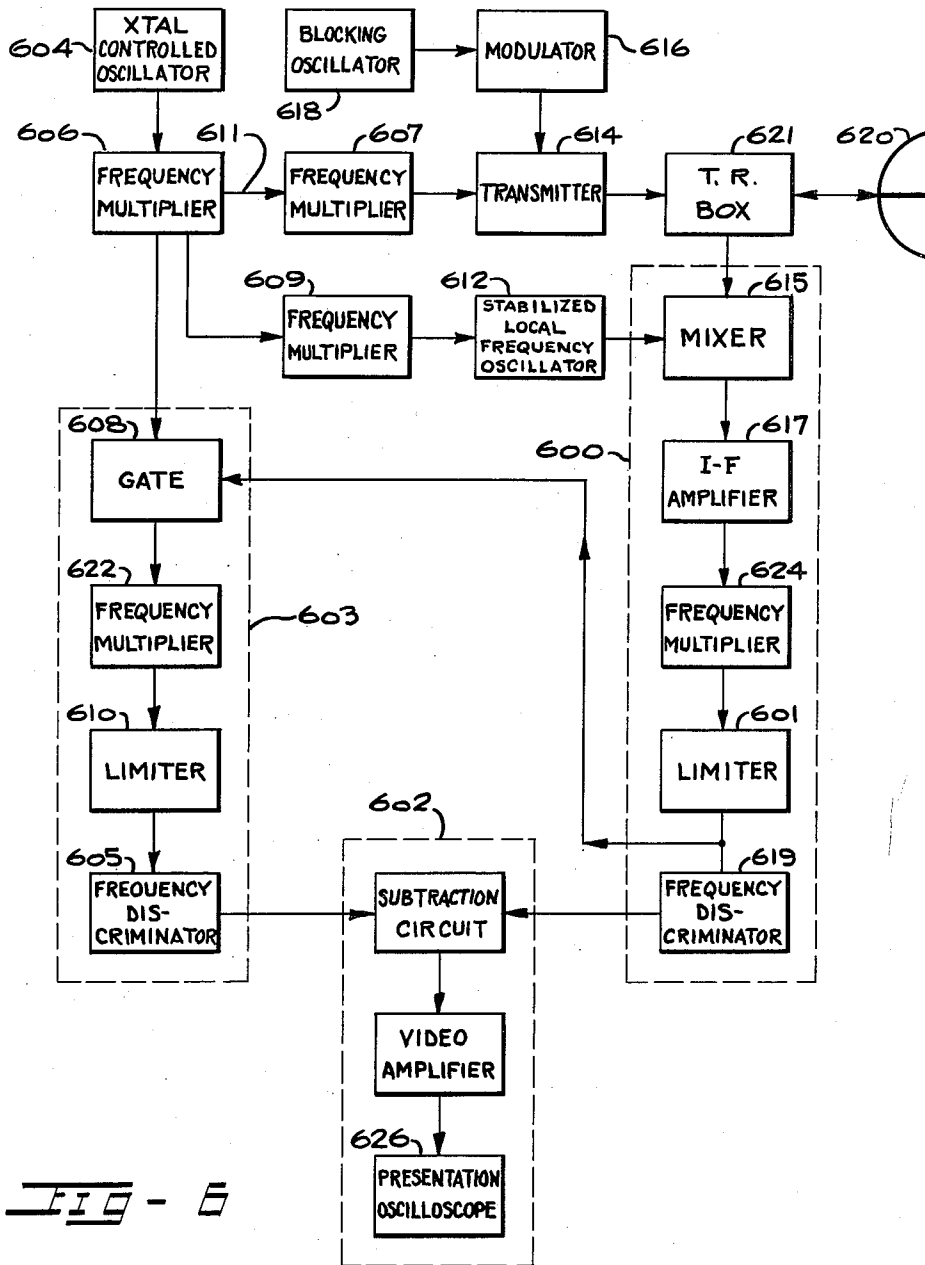 604
XTAL
CONTROLLED
OSCILLATOR
BLOCKING
OSCILLATOR
618
MODULATOR
616
606
611
607
614
621
620
FREQUENCY
MULTIPLIER
FREQUENCY
MULTIPLIER
TRANSMITTER
T. R.
BOX
609
612
615
FREQUENCY
MULTIPLIER
STABILIZED
LOCAL
FREQUENCY
OSCILLATOR
MIXER
608
GATE
600
617
I-F
AMPLIFIER
622
FREQUENCY
MULTIPLIER
603
624
FREQUENCY
MULTIPLIER
610
LIMITER
601
LIMITER
602
605
FREQUENCY
DIS-
CRIMINATOR
SUBTRACTION
CIRCUIT
619
FREQUENCY
DIS-
CRIMINATOR
VIDEO
AMPLIFIER
626
PRESENTATION
OSCILLOSCOPE
Fig - 6